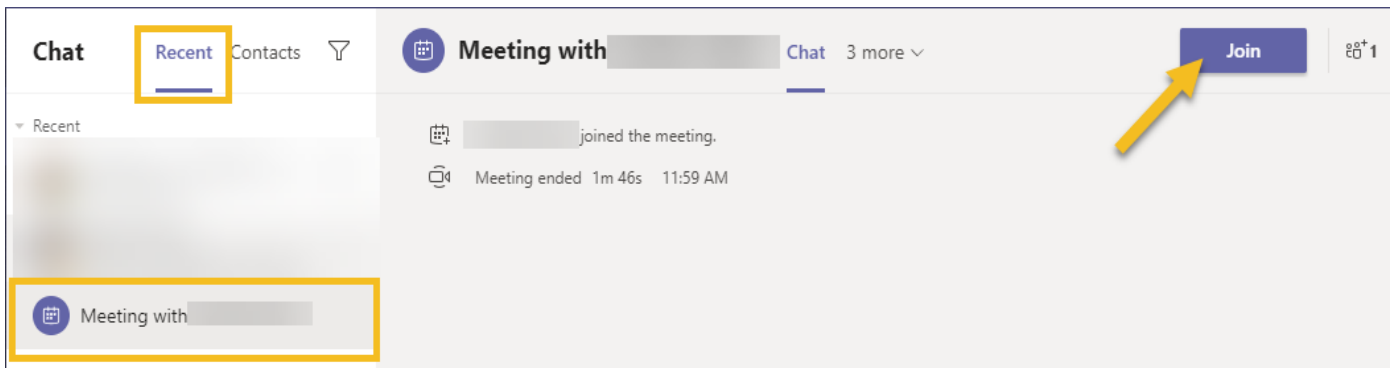 Chat Recent Contacts
Meeting with Chat 3 more Join 1
Recent
joined the meeting.
Meeting ended 1m 46s 11:59 AM
Meeting with